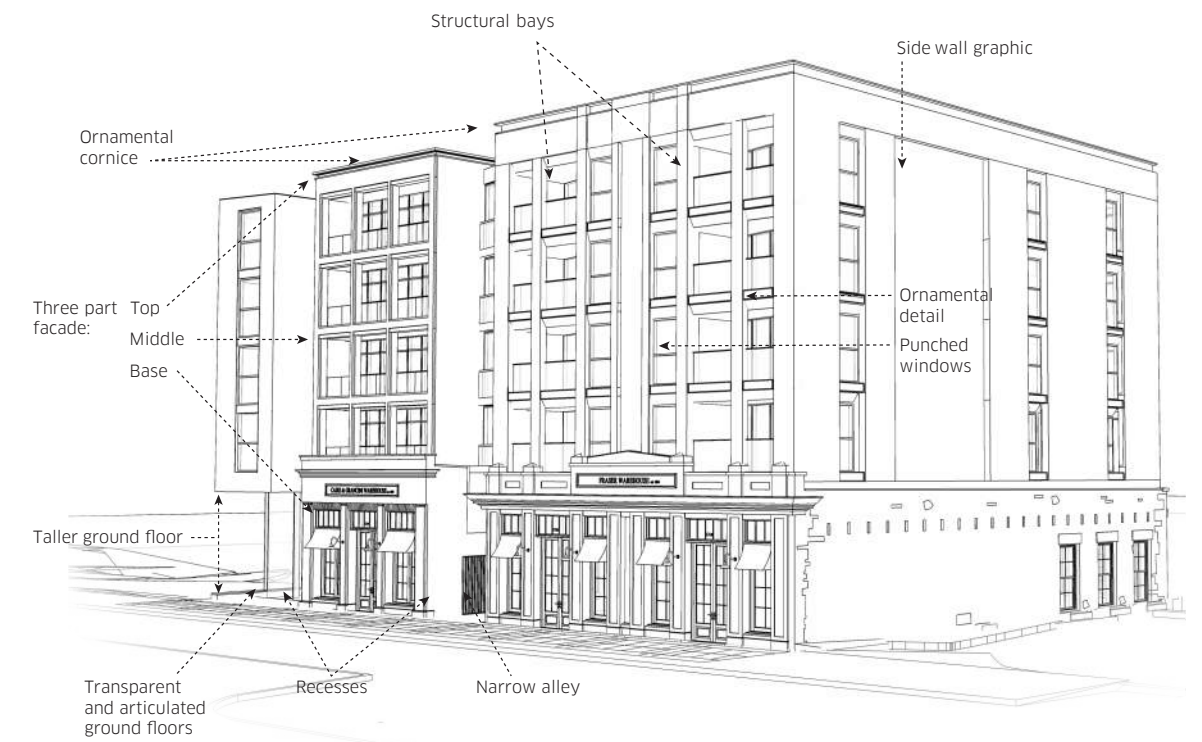 Structural bays
Side wall graphic
Ornamental
cornice
Three part
facade:
Top
Middle
Base
Ornamental
detail
Punched
windows
FRASER WAREHOUSE
Taller ground floor
Transparent
and articulated
ground floors
Recesses
Narrow alley